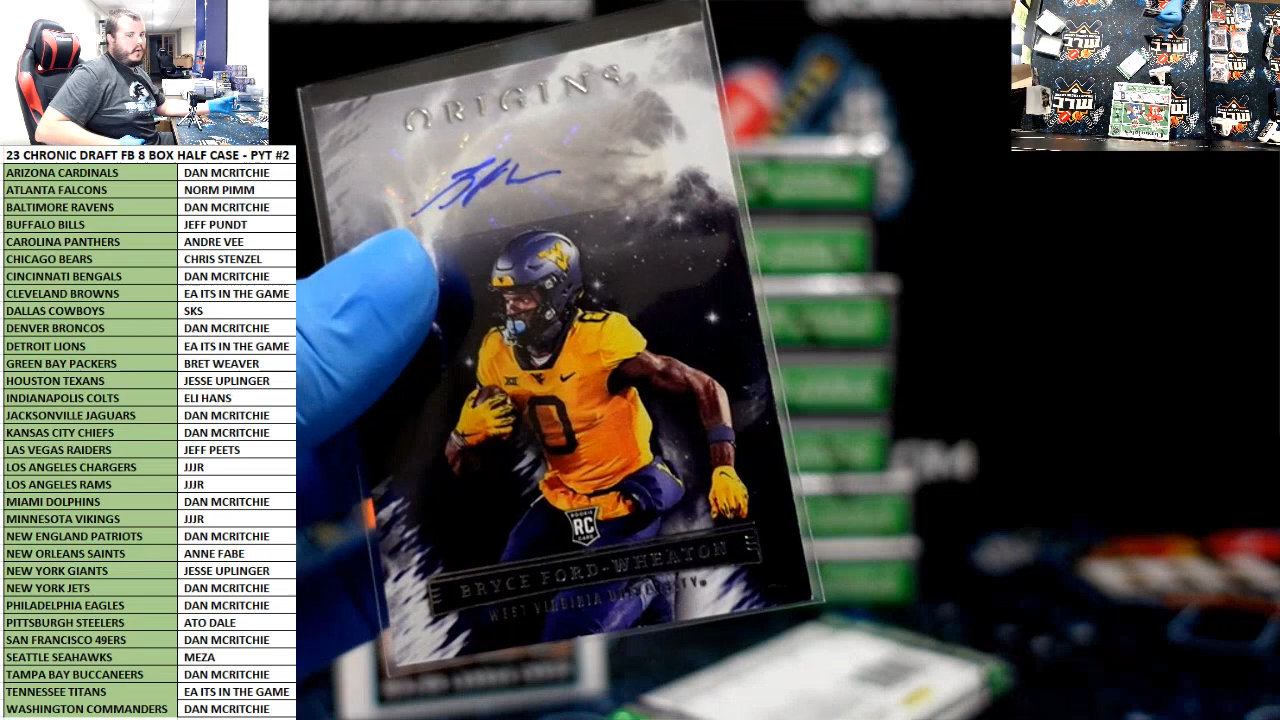 23 CHRONIC DRAFT FB 8 BOX HALF CASE - PYT #2
ARIZONA CARDINALS DAN MCRITCHIE
ATLANTA FALCONS NORM PIMM
BALTIMORE RAVENS DAN MCRITCHIE
BUFFALO BILLS JEFF PUNDT
CAROLINA PANTHERS ANDRE VEE
CHICAGO BEARS CHRIS STENZEL
CINCINNATI BENGALS DAN MCRITCHIE
CLEVELAND BROWNS EA ITS IN THE GAME
DALLAS COWBOYS SKS
DENVER BRONCOS DAN MCRITCHIE
DETROIT LIONS EA ITS IN THE GAME
GREEN BAY PACKERS BRET WEAVER
HOUSTON TEXANS JESSE UPLINGER
INDIANAPOLIS COLTS ELI HANS
JACKSONVILLE JAGUARS DAN MCRITCHIE
KANSAS CITY CHIEFS DAN MCRITCHIE
LAS VEGAS RAIDERS JEFF PEETS
LOS ANGELES CHARGERS JJJR
LOS ANGELES RAMS JJJR
MIAMI DOLPHINS DAN MCRITCHIE
MINNESOTA VIKINGS JJJR
NEW ENGLAND PATRIOTS DAN MCRITCHIE
NEW ORLEANS SAINTS ANNE FABE
NEW YORK GIANTS JESSE UPLINGER
NEW YORK JETS DAN MCRITCHIE
PHILADELPHIA EAGLES DAN MCRITCHIE
PITTSBURGH STEELERS ATO DALE
SAN FRANCISCO 49ERS DAN MCRITCHIE
SEATTLE SEAHAWKS MEZA
TAMPA BAY BUCCANEERS DAN MCRITCHIE
TENNESSEE TITANS EA ITS IN THE GAME
WASHINGTON COMMANDERS DAN MCRITCHIE
ORIGINS
0
ROOKIE
RC
CARD
BRYCE FORD-WHEATON
WEST VIRGINIA UNIVERSITY®